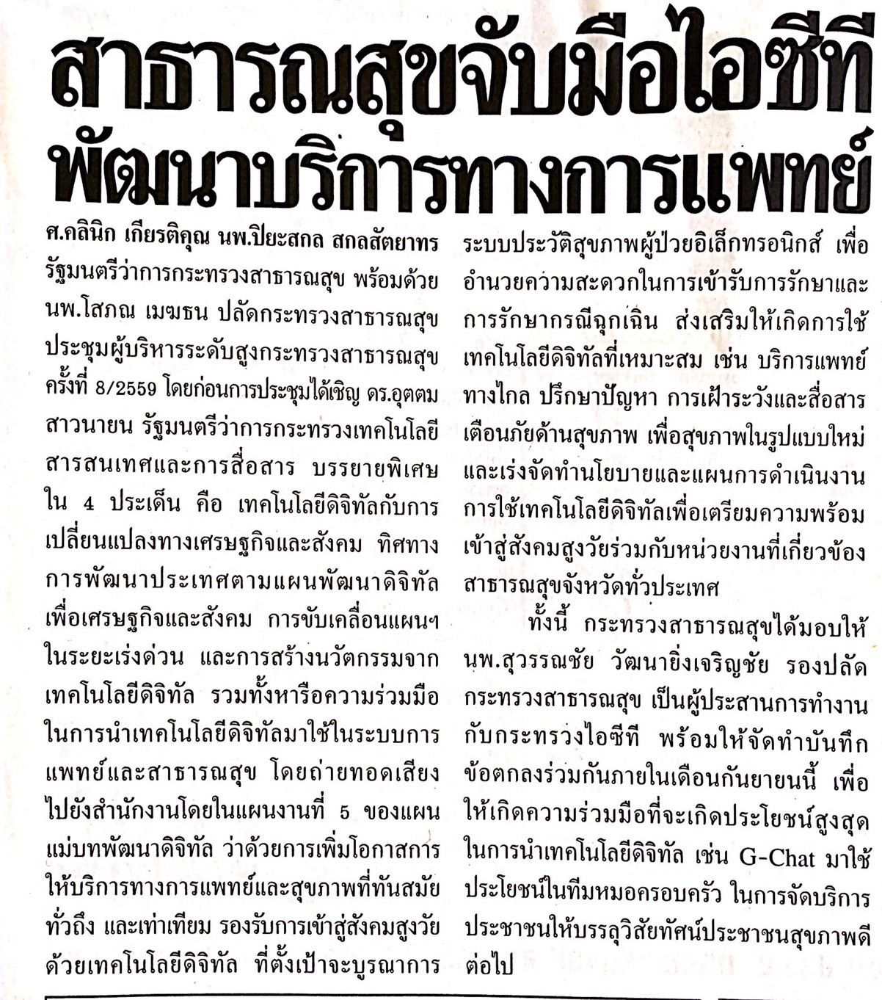 สาธารณสุขจับมือไอซีที
พัฒนาบริการทางการแพทย์
ศ.คลินิก เกียรติคุณ นพ.ปิยะสกล สกลสัตยาทร
รัฐมนตรีว่าการกระทรวงสาธารณสุข พร้อมด้วย
นพ.โสภณ เมฆธน ปลัดกระทรวงสาธารณสุข
ประชุมผู้บริหารระดับสูงกระทรวงสาธารณสุข
ครั้งที่ 8/2559 โดยก่อนการประชุมได้เชิญ ดร.อุตตม
สาวนายน รัฐมนตรีว่าการกระทรวงเทคโนโลยี
สารสนเทศและการสื่อสาร บรรยายพิเศษ
ใน 4 ประเด็น คือ เทคโนโลยีดิจิทัลกับการ
เปลี่ยนแปลงทางเศรษฐกิจและสังคม ทิศทาง
การพัฒนาประเทศตามแผนพัฒนาดิจิทัล
เพื่อเศรษฐกิจและสังคม การขับเคลื่อนแผนฯ
ในระยะเร่งด่วน และการสร้างนวัตกรรมจาก
เทคโนโลยีดิจิทัล รวมทั้งหารือความร่วมมือ
ในการนำเทคโนโลยีดิจิทัลมาใช้ในระบบการ
แพทย์และสาธารณสุข โดยถ่ายทอดเสียง
ไปยังสำนักงานโดยในแผนงานที่ 5 ของแผน
แม่บทพัฒนาดิจิทัล ว่าด้วยการเพิ่มโอกาสการ
ให้บริการทางการแพทย์และสุขภาพที่ทันสมัย
ทั่วถึง และเท่าเทียม รองรับการเข้าสู่สังคมสูงวัย
ด้วยเทคโนโลยีดิจิทัล ที่ตั้งเป้าจะบูรณาการ
ระบบประวัติสุขภาพผู้ป่วยอิเล็กทรอนิกส์ เพื่อ
อำนวยความสะดวกในการเข้ารับการรักษาและ
การรักษากรณีฉุกเฉิน ส่งเสริมให้เกิดการใช้
เทคโนโลยีดิจิทัลที่เหมาะสม เช่น บริการแพทย์
ทางไกล ปรึกษาปัญหา การเฝ้าระวังและสื่อสาร
เตือนภัยด้านสุขภาพ เพื่อสุขภาพในรูปแบบใหม่
และเร่งจัดทำนโยบายและแผนการดำเนินงาน
การใช้เทคโนโลยีดิจิทัลเพื่อเตรียมความพร้อม
เข้าสู่สังคมสูงวัยร่วมกับหน่วยงานที่เกี่ยวข้อง
สาธารณสุขจังหวัดทั่วประเทศ
ทั้งนี้ กระทรวงสาธารณสุขได้มอบให้
นพ.สุวรรณชัย วัฒนายิ่งเจริญชัย รองปลัด
กระทรวงสาธารณสุข เป็นผู้ประสานการทำงาน
กับกระทรวงไอซีที พร้อมให้จัดทำบันทึก
ข้อตกลงร่วมกันภายในเดือนกันยายนนี้ เพื่อ
ให้เกิดความร่วมมือที่จะเกิดประโยชน์สูงสุด
ในการนำเทคโนโลยีดิจิทัล เช่น G-Chat มาใช้
ประโยชน์ในทีมหมอครอบครัว ในการจัดบริการ
ประชาชนให้บรรลุวิสัยทัศน์ประชาชนสุขภาพดี
ต่อไป